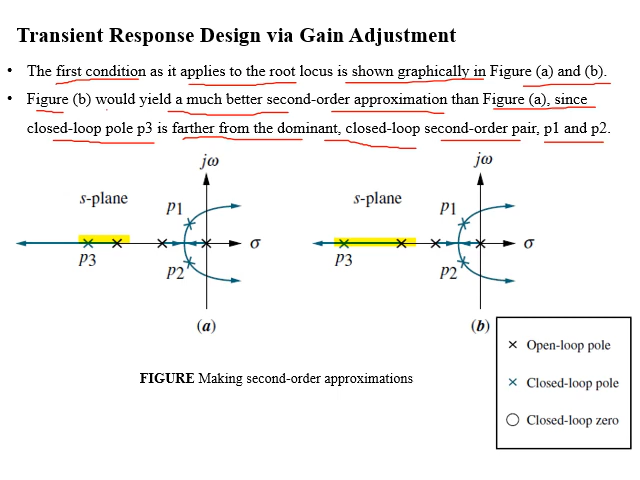 Transient Response Design via Gain Adjustment
• The first condition as it applies to the root locus is shown graphically in Figure (a) and (b).
• Figure (b) would yield a much better second-order approximation than Figure (a), since
closed-loop pole p3 is farther from the dominant, closed-loop second-order pair, p1 and p2.
jω
s-plane
P1
σ
P3
P2
(a)
jω
s-plane
P1
σ
P3
P2
(b)
Open-loop pole
Closed-loop pole
Closed-loop zero
FIGURE Making second-order approximations